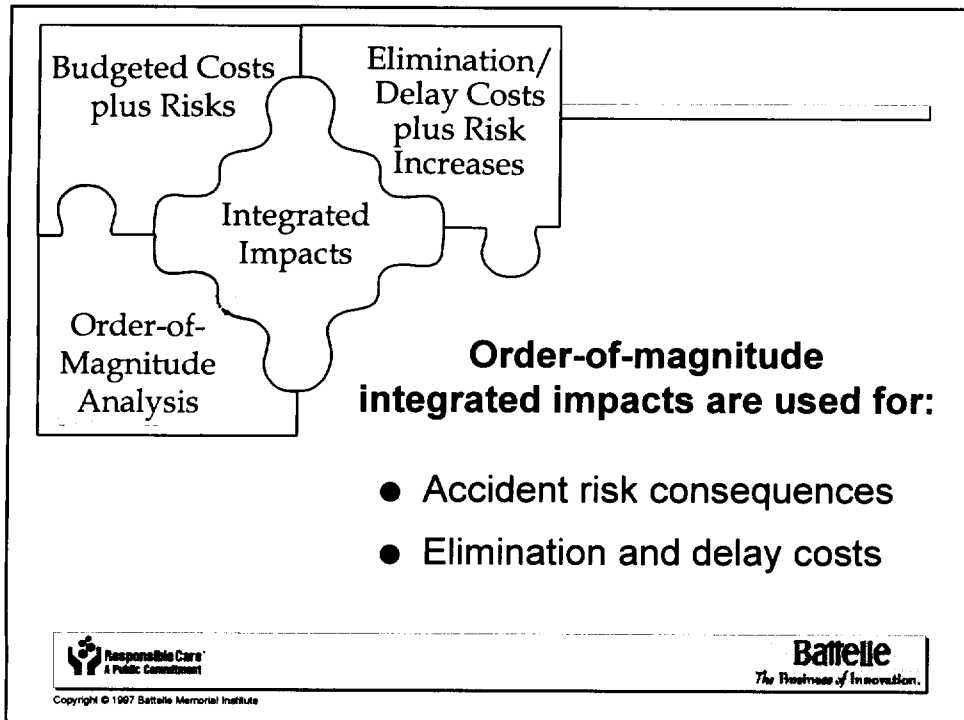 Budgeted Costs
plus Risks
Elimination/
Delay Costs
plus Risk
Increases
Integrated
Impacts
Order-of-
Magnitude
Analysis
Order-of-magnitude
integrated impacts are used for:
● Accident risk consequences
● Elimination and delay costs
Responsible Care
A Public Commitment
Battelle
The Business of Innovation.
Copyright © 1997 Battelle Memorial Institute